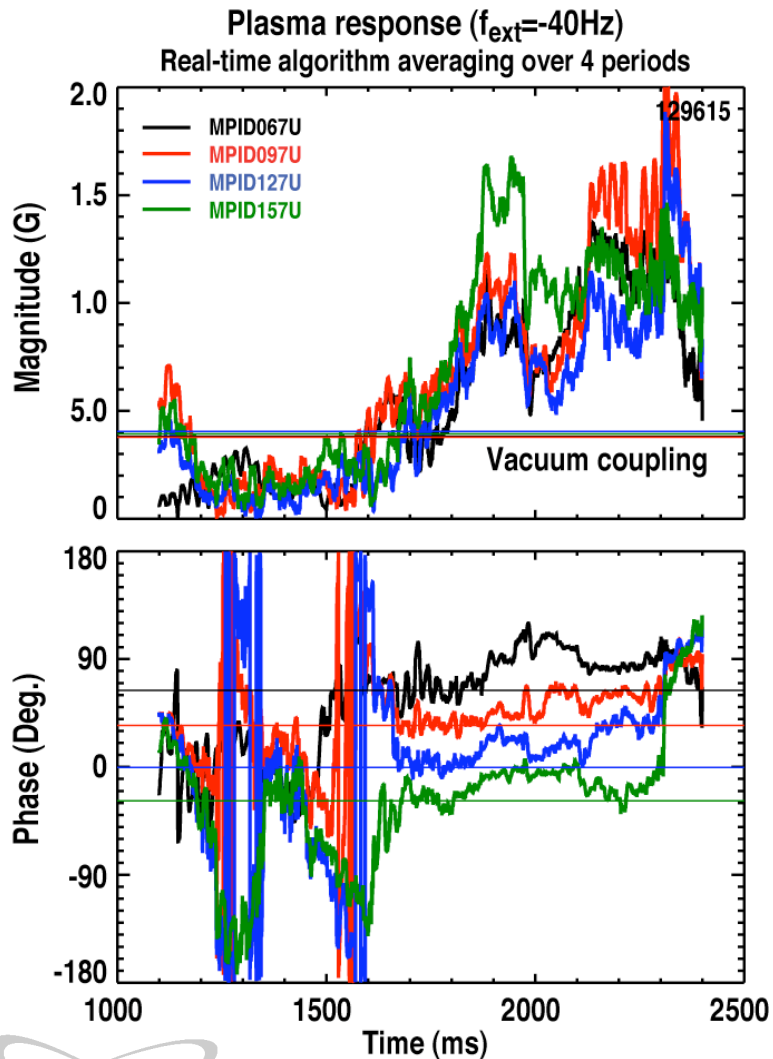 Plasma response (fext=-40Hz)
Real-time algorithm averaging over 4 periods
2.0
129615
MPID067U
MPID097U
MPID127U
MPID157U
1.5
1.0
5.0
0
Magnitude (G)
Vacuum coupling
180
90
0
-90
-180
Phase (Deg.)
1000
1500
2000
2500
Time (ms)